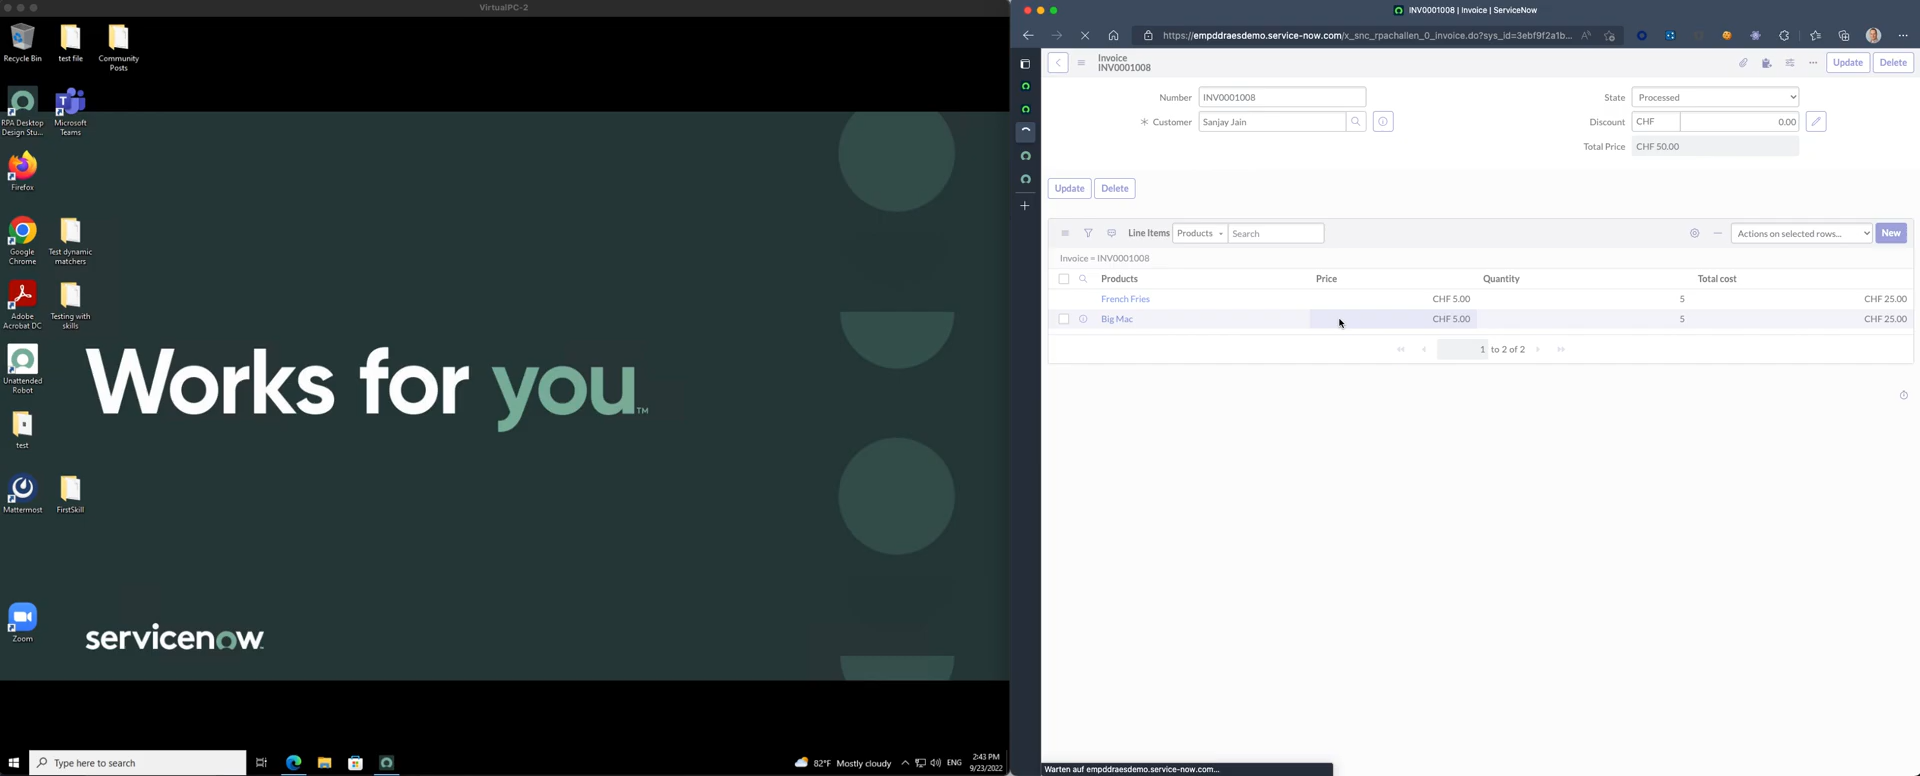 VirtualPC-2
Recycle Bin
test file
Community
Posts
RPA Desktop
Design Stu...
Microsoft
Teams
Firefox
Google
Chrome
Test dynamic
matchers
Adobe
Acrobat DC
Testing with
skills
Unattended
Robot
test
Mattermost
FirstSkill
Zoom
Works for you™
servicenow
Type here to search
82°F Mostly cloudy
ENG
2:43 PM
9/23/2022
INV0001008 | Invoice | ServiceNow
https://empddraesdemo.service-now.com/x_snc_rpachallen_0_invoice.do?sys_id=3ebf9f2a1b...
Invoice
INV0001008
Update
Delete
Number INV0001008
State Processed
Customer Sanjay Jain
Discount CHF 0.00
Total Price CHF 50.00
Update
Delete
Line Items Products Search
Actions on selected rows...
New
Invoice = INV0001008
Products Price Quantity Total cost
French Fries CHF 5.00 5 CHF 25.00
Big Mac CHF 5.00 5 CHF 25.00
1 to 2 of 2
Warten auf empddraesdemo.service-now.com...